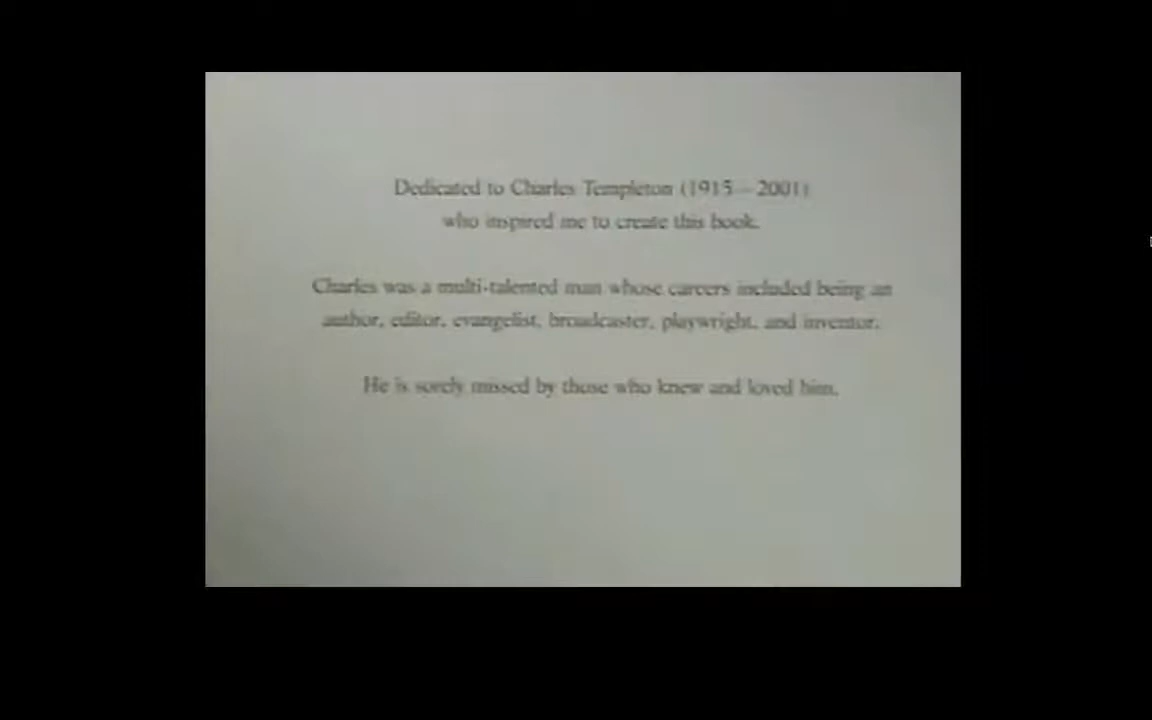 Dedicated to Charles Templeton (1915 – 2001)
who inspired me to create this book.
Charles was a multi-talented man whose careers included being an
author, editor, evangelist, broadcaster, playwright, and inventor.
He is sorely missed by those who knew and loved him.